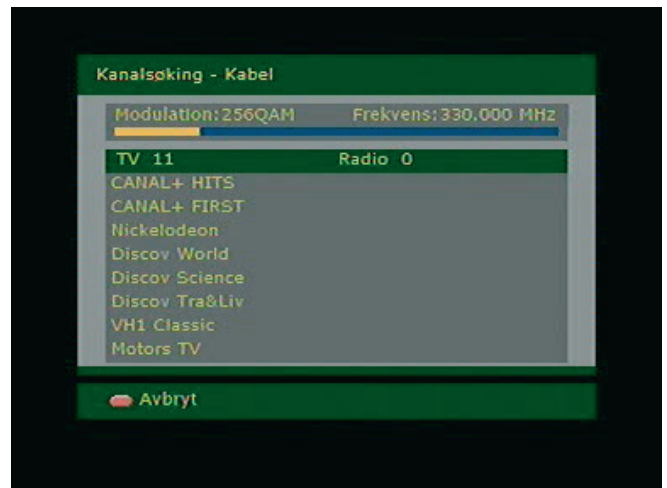 Kanalsøking - Kabel
Modulation:256QAM Frekvens:330.000 MHz
TV 11 Radio 0
CANAL+ HITS
CANAL+ FIRST
Nickelodeon
Discov World
Discov Science
Discov Tra&Liv
VH1 Classic
Motors TV
Avbryt